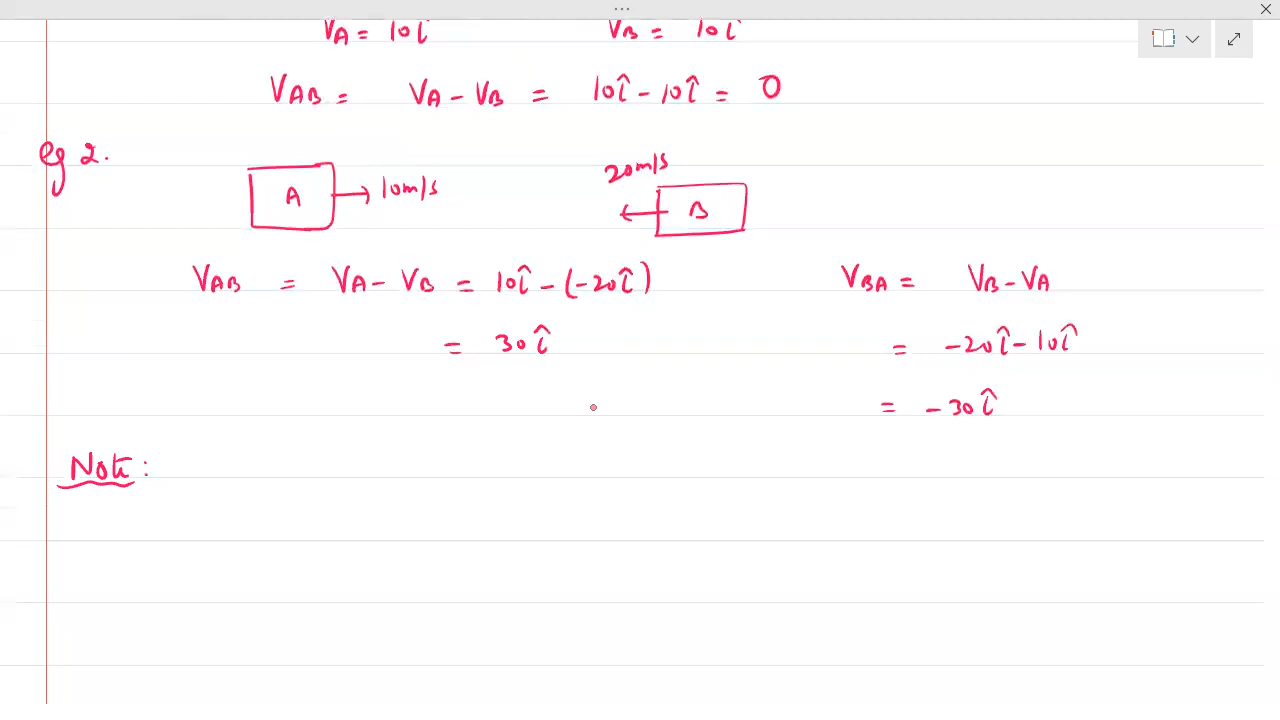 VA = 10î VB = 10î
VAB = VA - VB = 10î - 10î = 0
eg 2.
A 10m/s 20m/s B
VAB = VA - VB = 10î - (-20î) VBA = VB - VA
= 30î = -20î - 10î
= -30î
Note: